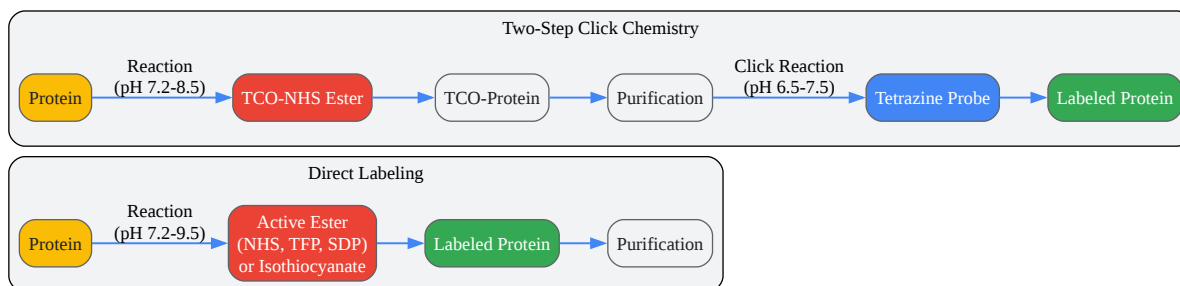 Two-Step Click Chemistry
Protein
Reaction
(pH 7.2-8.5)
TCO-NHS Ester
TCO-Protein
Purification
Click Reaction
(pH 6.5-7.5)
Tetrazine Probe
Labeled Protein
Direct Labeling
Protein
Reaction
(pH 7.2-9.5)
Active Ester
(NHS, TFP, SDP)
or Isothiocyanate
Labeled Protein
Purification